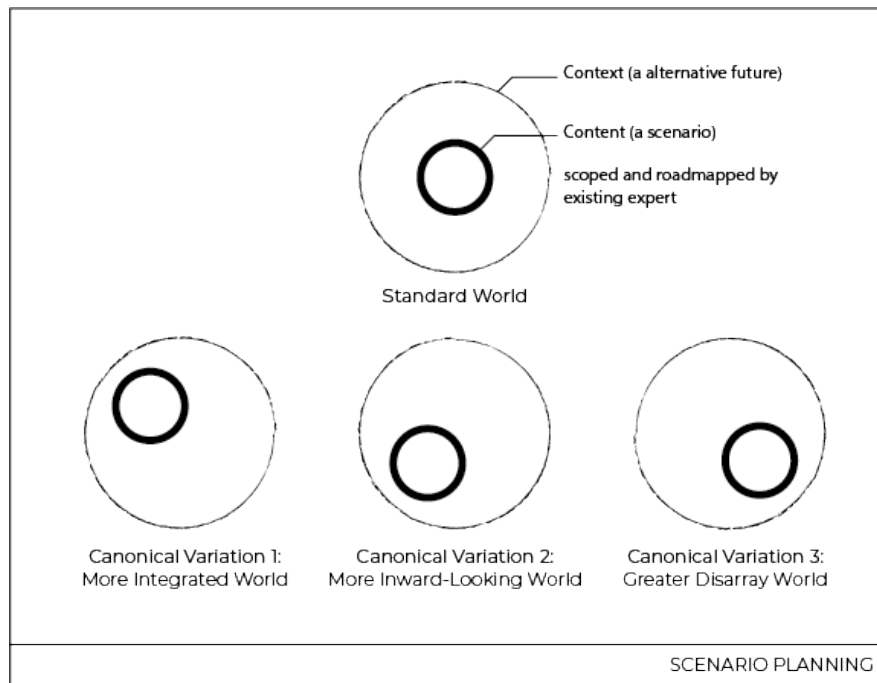 Context (a alternative future)
Content (a scenario)
scoped and roadmapped by
existing expert
Standard World
Canonical Variation 1:
More Integrated World
Canonical Variation 2:
More Inward-Looking World
Canonical Variation 3:
Greater Disarray World
SCENARIO PLANNING